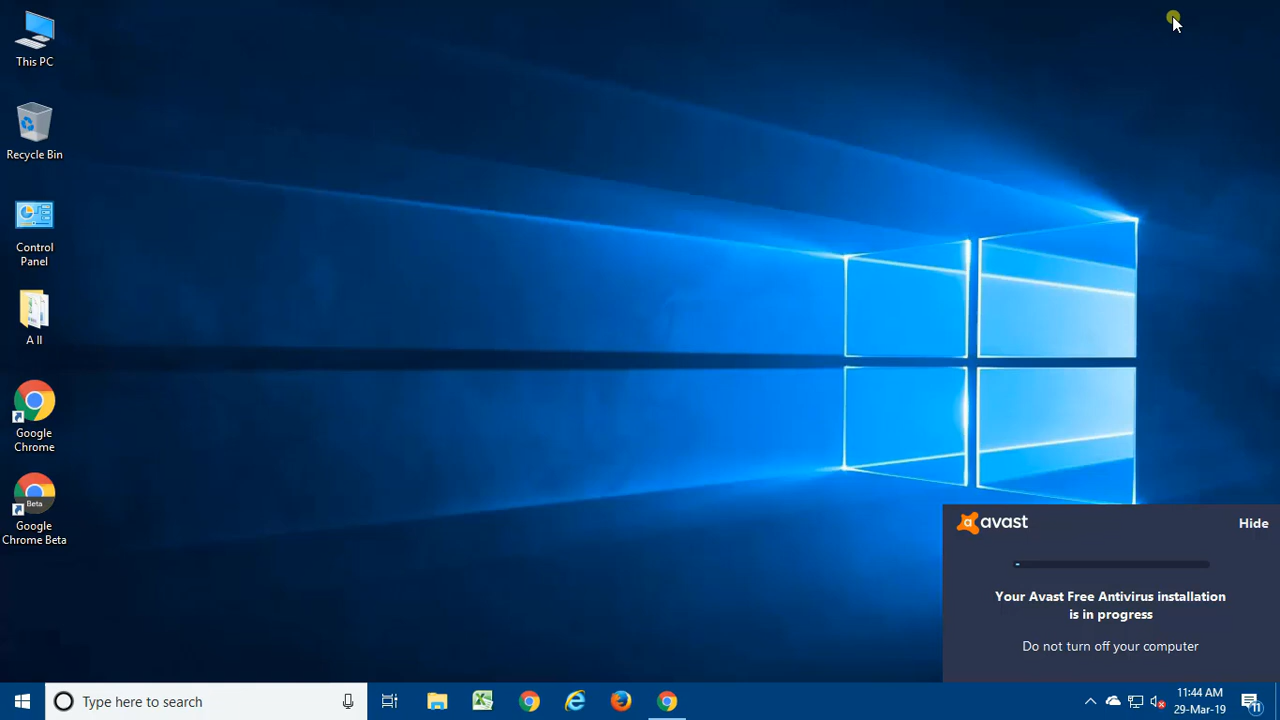 This PC
Recycle Bin
Control
Panel
A ll
Google
Chrome
Beta
Google
Chrome Beta
avast
Hide
Your Avast Free Antivirus installation
is in progress
Do not turn off your computer
Type here to search
11:44 AM
29-Mar-19
11